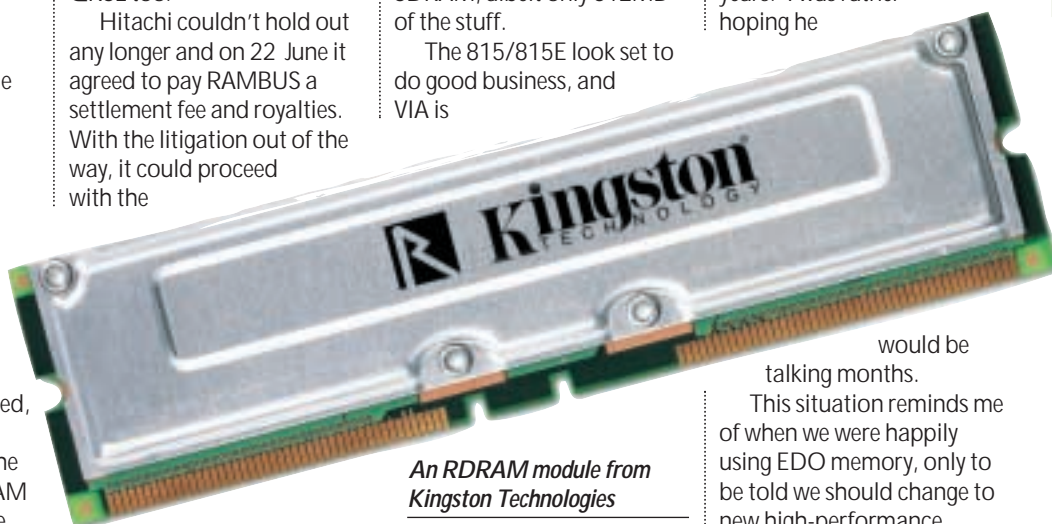 Hitachi couldn't hold out
any longer and on 22 June it
agreed to pay RAMBUS a
settlement fee and royalties.
With the litigation out of the
way, it could proceed
with the
of the stuff.
The 815/815E look set to
do good business, and
VIA is
hoping he
Kingston
TECHNOLOGY
An RDRAM module from
Kingston Technologies
would be
talking months.
This situation reminds me
of when we were happily
using EDO memory, only to
be told we should change to
new high-performance